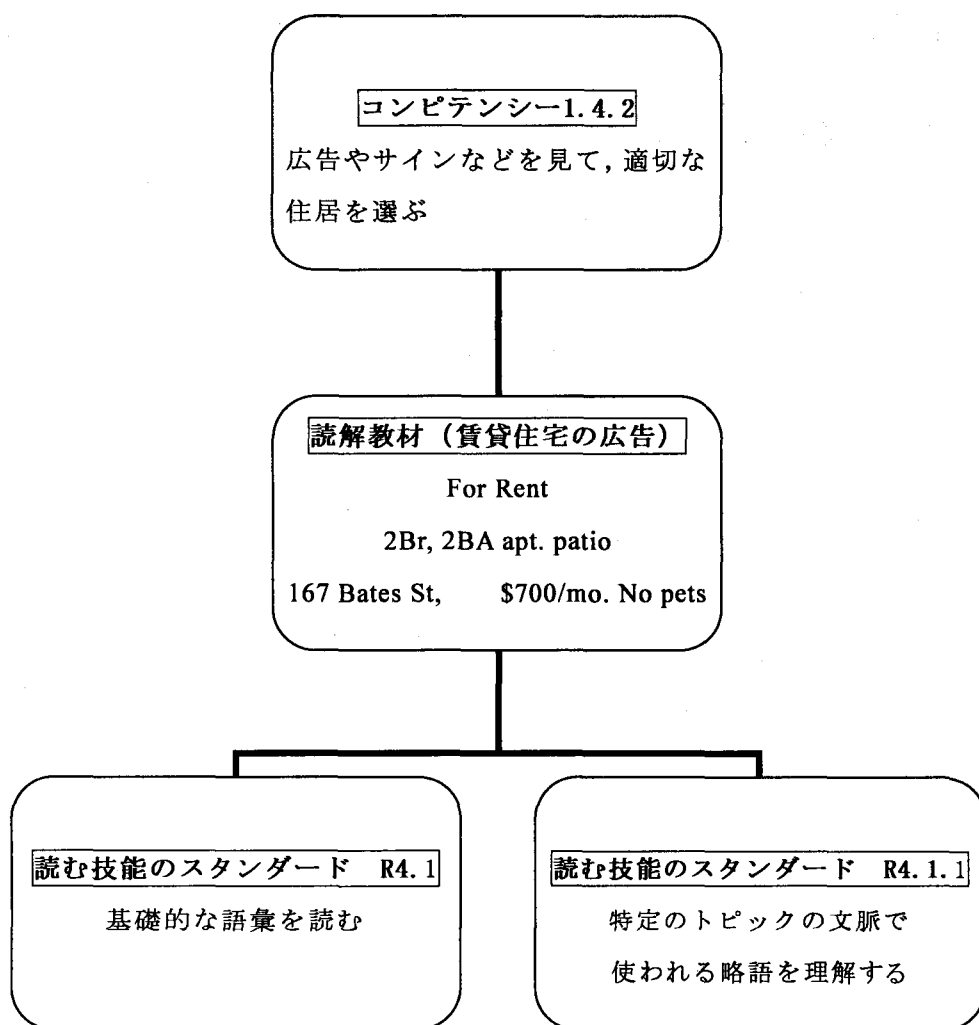 コンピテンシー1.4.2
広告やサインなどを見て,適切な
住居を選ぶ
読解教材（賃貸住宅の広告）
For Rent
2Br, 2BA apt. patio
167 Bates St, $700/mo. No pets
読む技能のスタンダード R4.1
基礎的な語彙を読む
読む技能のスタンダード R4.1.1
特定のトピックの文脈で
使われる略語を理解する